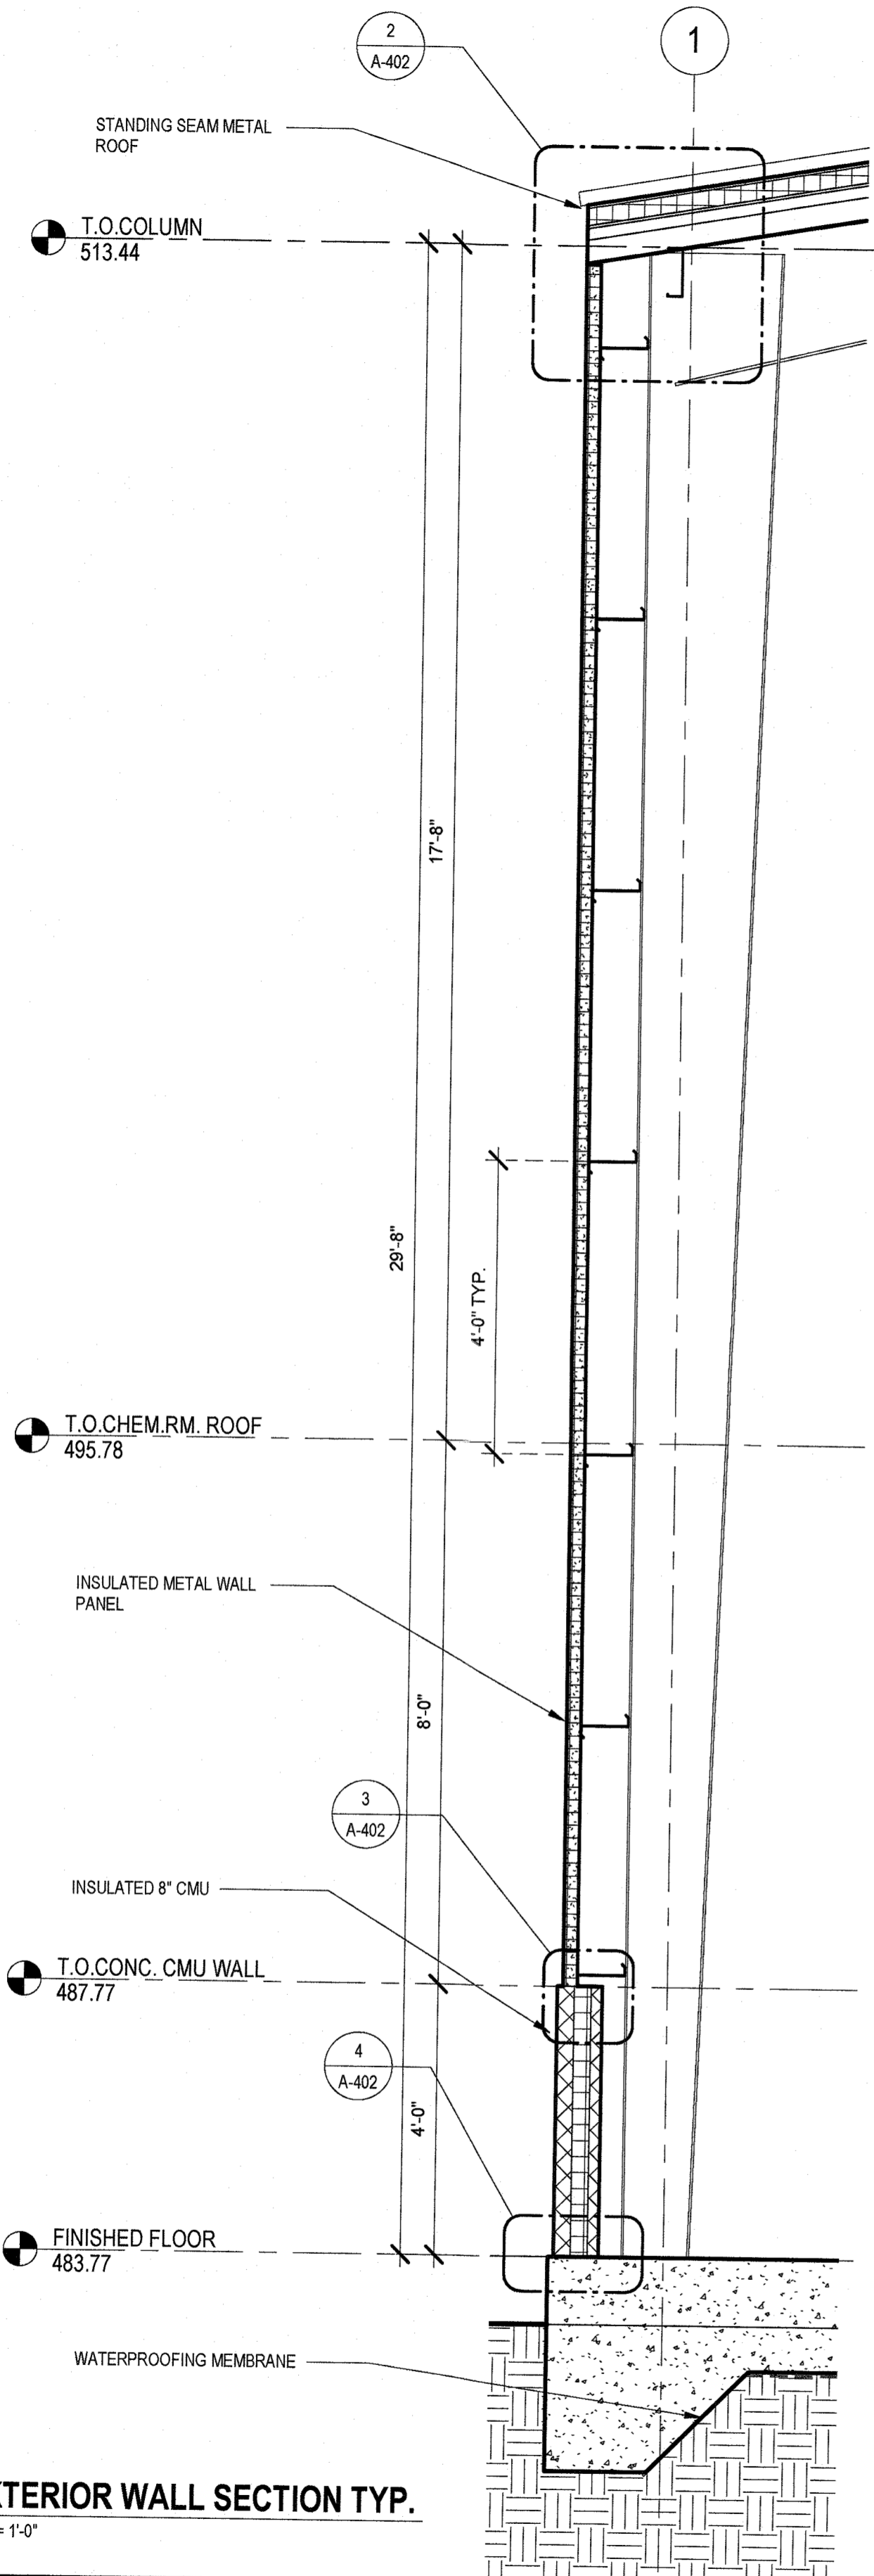 2
A-402
1
STANDING SEAM METAL
ROOF
T.O.COLUMN
513.44
17'-8"
29'-8"
4'-0" TYP.
T.O.CHEM.RM. ROOF
495.78
INSULATED METAL WALL
PANEL
8'-0"
3
A-402
INSULATED 8" CMU
T.O.CONC. CMU WALL
487.77
4
A-402
4'-0"
FINISHED FLOOR
483.77
WATERPROOFING MEMBRANE
XTERIOR WALL SECTION TYP.
= 1'-0"